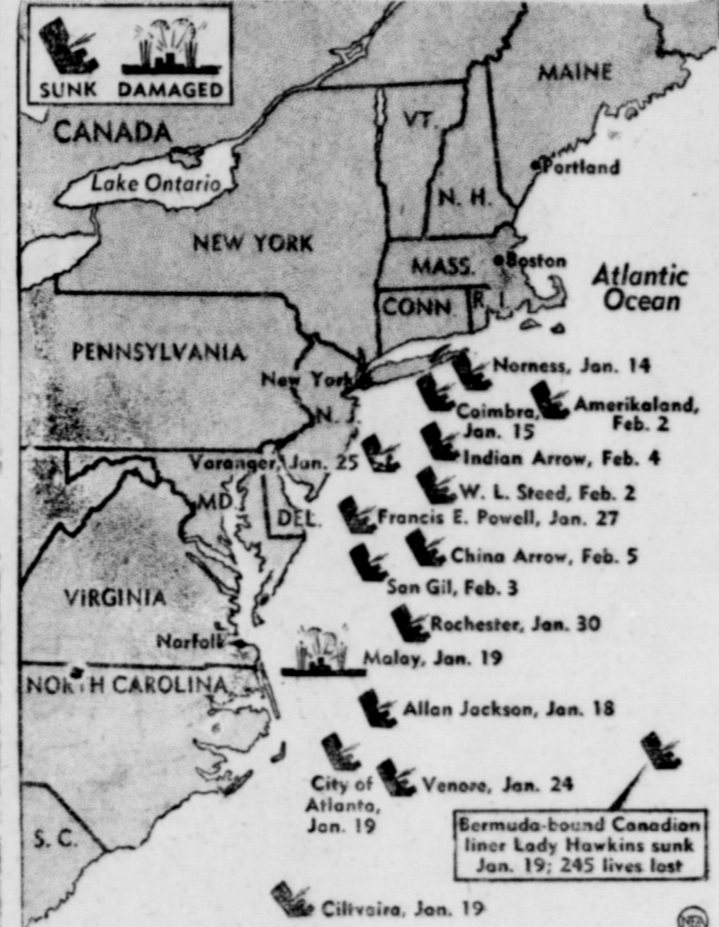 SUNK DAMAGED
CANADA
MAINE
VT.
Portland
Lake Ontario
N. H.
NEW YORK
MASS.
Boston
Atlantic
Ocean
CONN.
R. I.
PENNSYLVANIA
New York
Norness, Jan. 14
N. J.
Coimbra,
Jan. 15
Amerikaland,
Feb. 2
Varanger, Jan. 25
Indian Arrow, Feb. 4
W. L. Steed, Feb. 2
MD.
DEL.
Francis E. Powell, Jan. 27
China Arrow, Feb. 5
San Gil, Feb. 3
VIRGINIA
Rochester, Jan. 30
Norfolk
Malay, Jan. 19
NORTH CAROLINA
Allan Jackson, Jan. 18
City of
Atlanta,
Jan. 19
Venore, Jan. 24
S. C.
Bermuda-bound Canadian
liner Lady Hawkins sunk
Jan. 19; 245 lives lost
Ciltvaira, Jan. 19
NEA